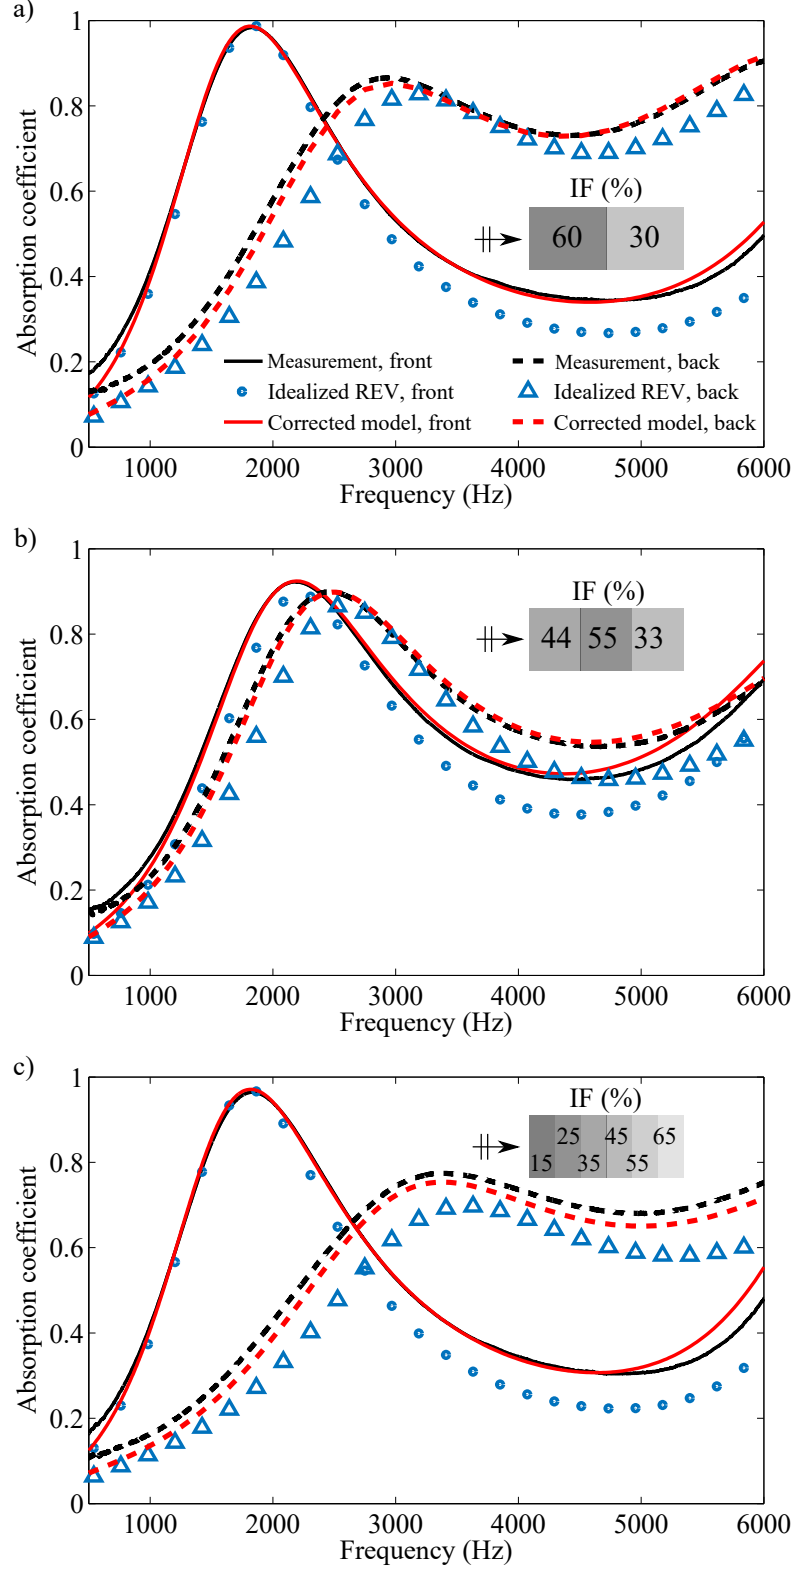 a)
1
0.8
0.6
0.4
0.2
0
Absorption coefficient
IF (%)
60 30
Measurement, front
Idealized REV, front
Corrected model, front
Measurement, back
Idealized REV, back
Corrected model, back
1000 2000 3000 4000 5000 6000
Frequency (Hz)
b)
1
0.8
0.6
0.4
0.2
0
Absorption coefficient
IF (%)
44 55 33
1000 2000 3000 4000 5000 6000
Frequency (Hz)
c)
1
0.8
0.6
0.4
0.2
0
Absorption coefficient
IF (%)
25 45 65
15 35 55
1000 2000 3000 4000 5000 6000
Frequency (Hz)